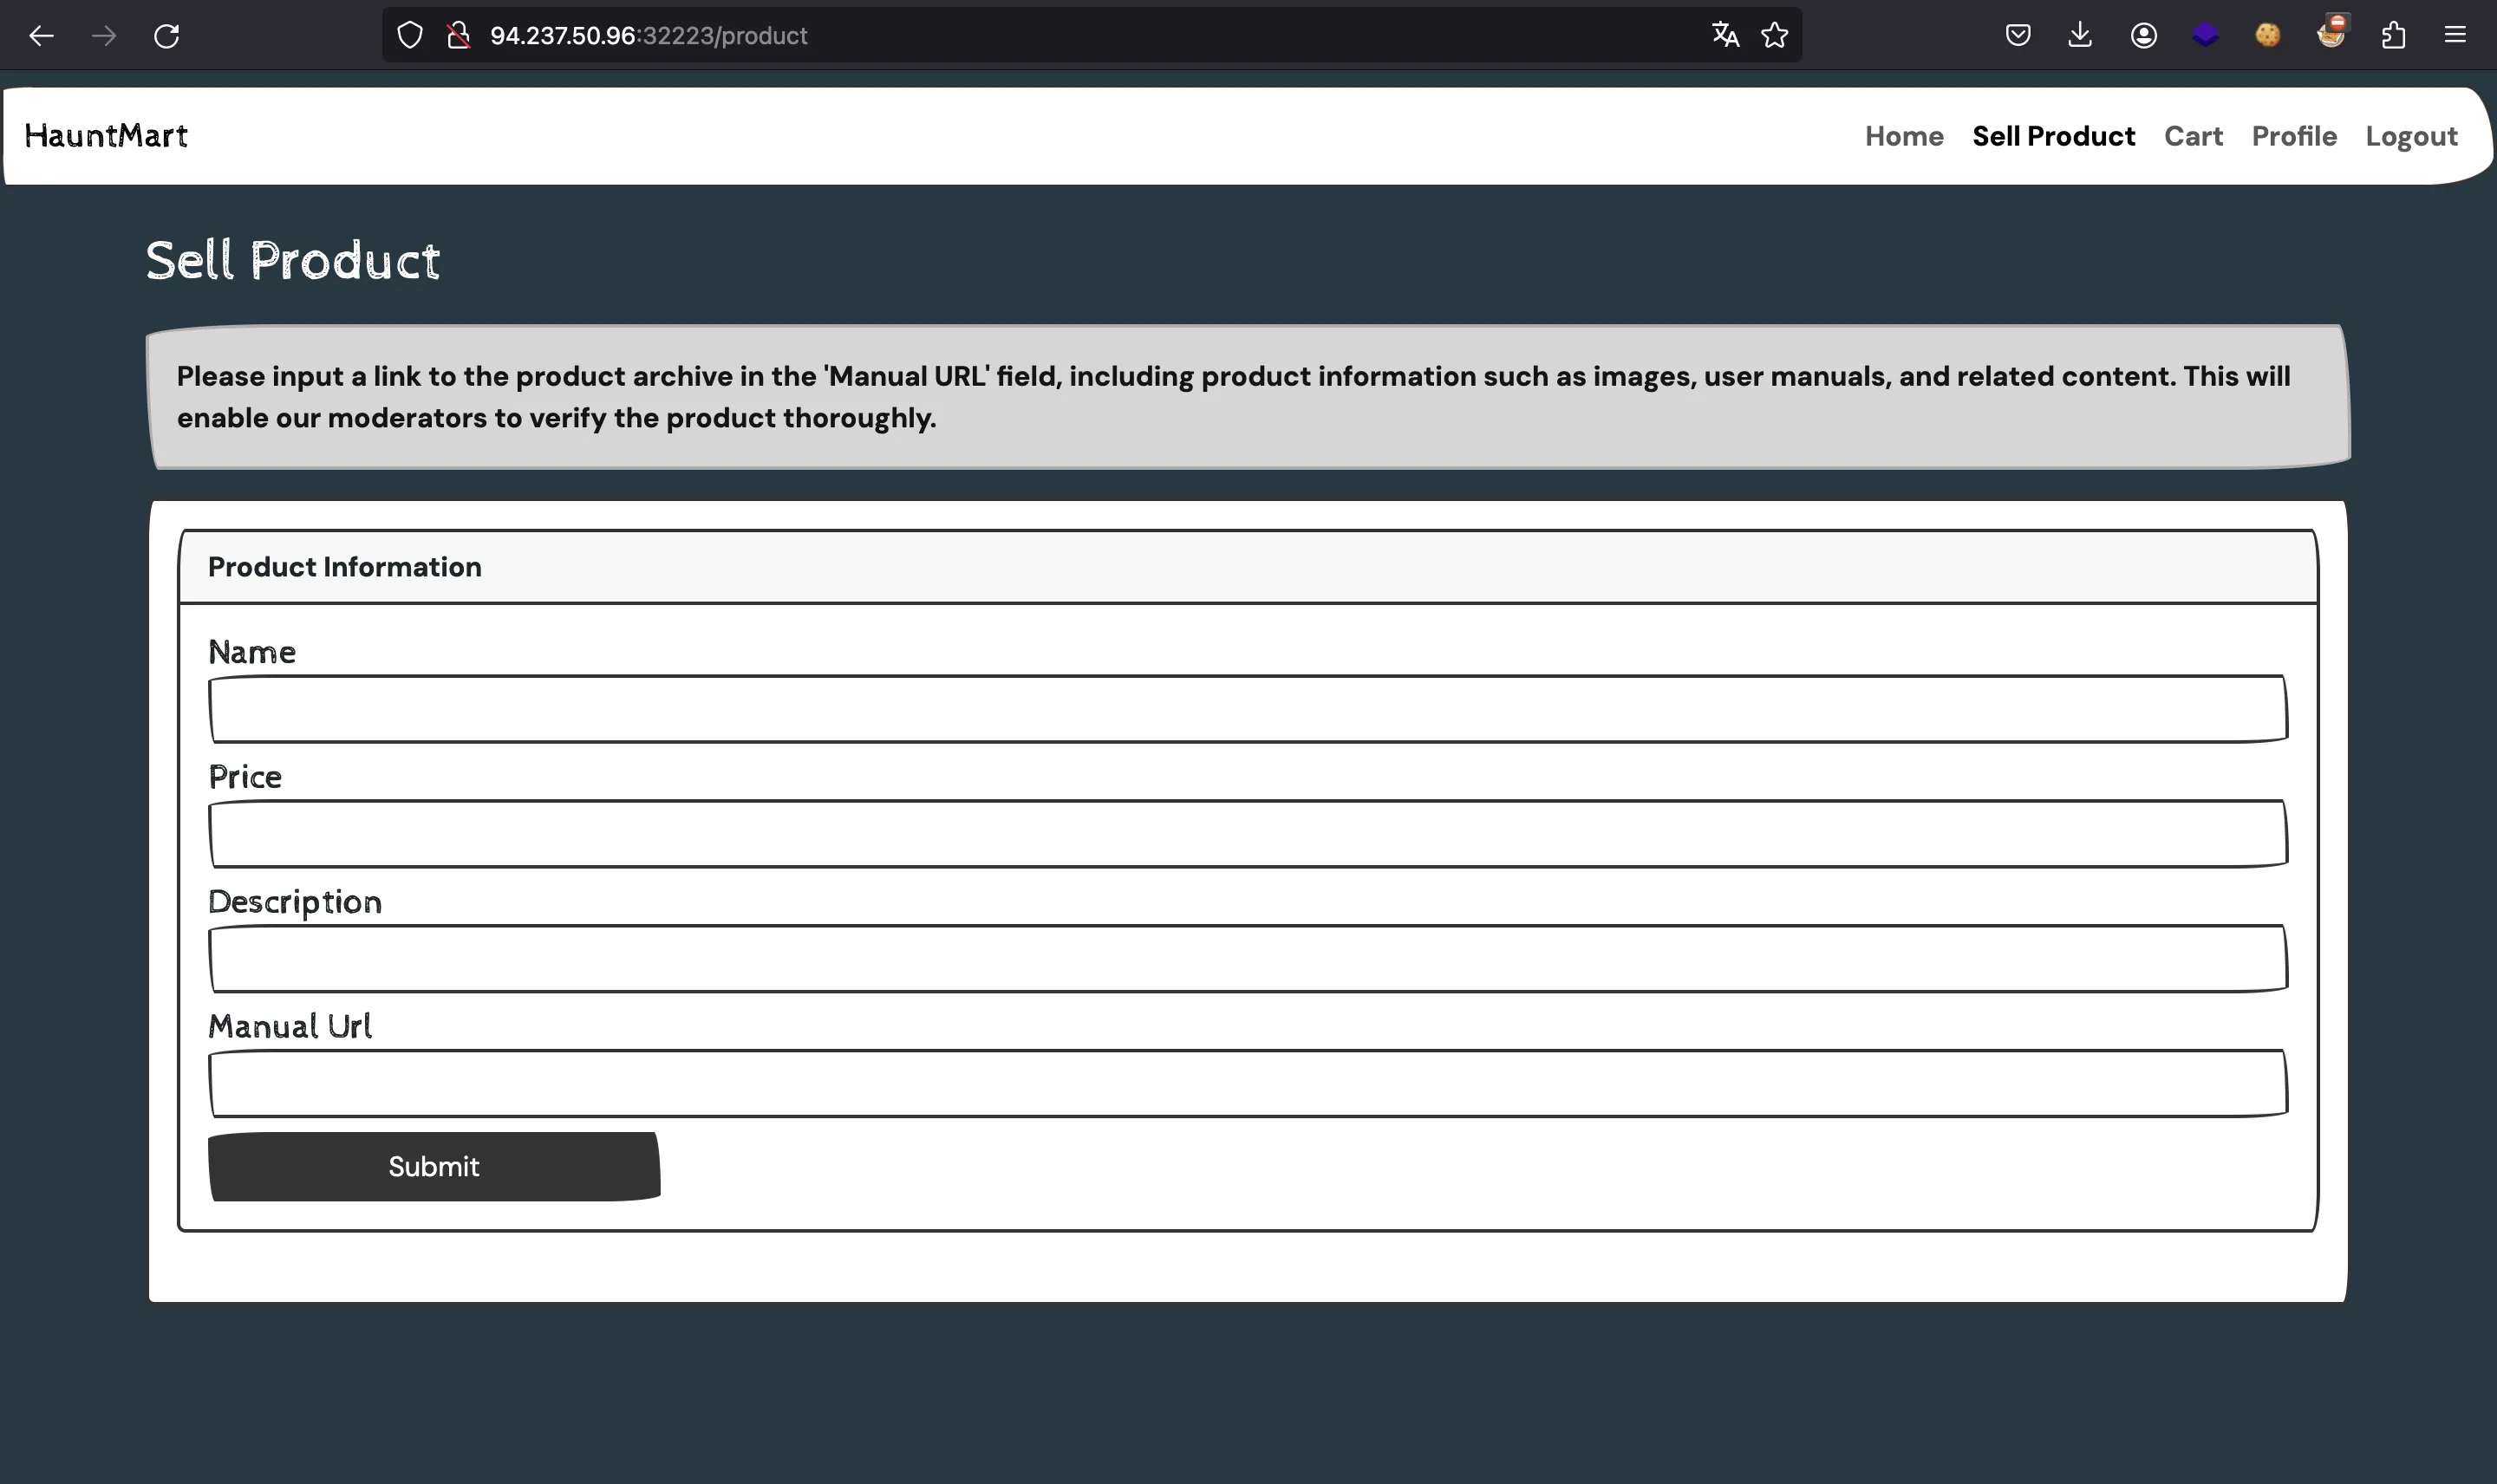 94.237.50.96:32223/product
HauntMart
Home Sell Product Cart Profile Logout
Sell Product
Please input a link to the product archive in the 'Manual URL' field, including product information such as images, user manuals, and related content. This will
enable our moderators to verify the product thoroughly.
Product Information
Name
Price
Description
Manual Url
Submit